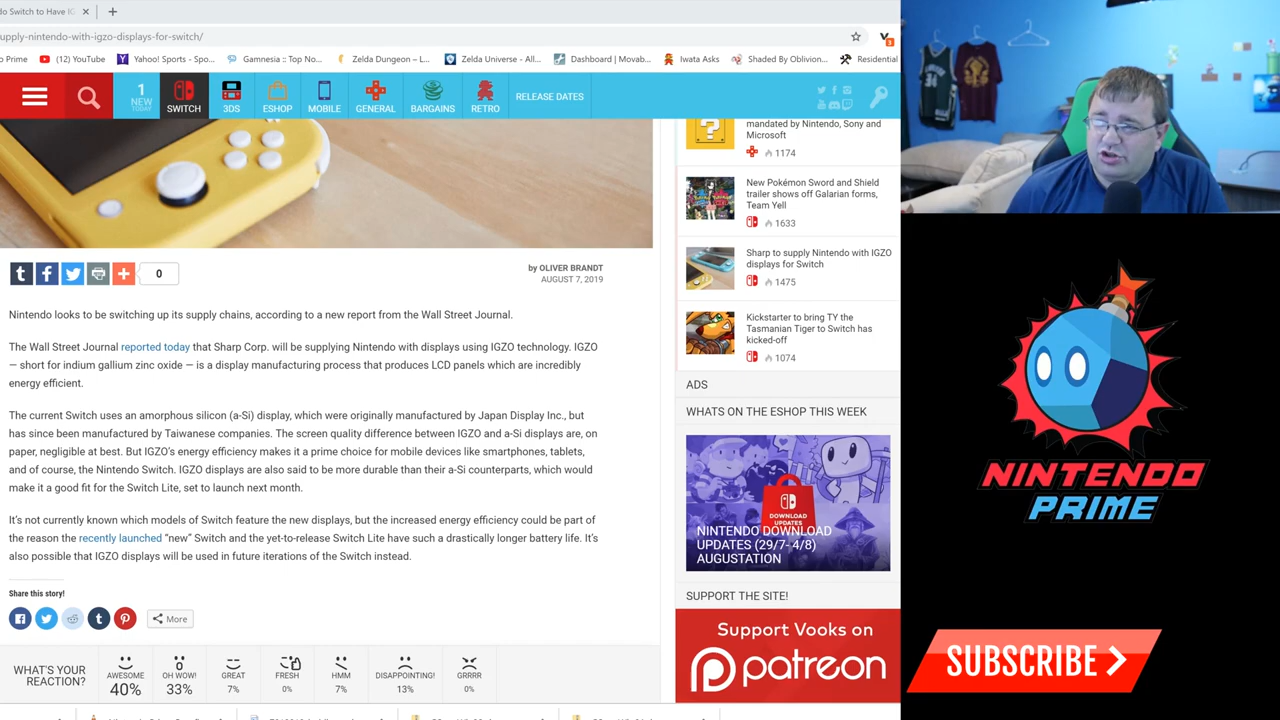 do Switch to Have IG
upply-nintendo-with-igzo-displays-for-switch/
o Prime
(12) YouTube
Yahoo! Sports - Spo...
Gamnesia :: Top No...
Zelda Dungeon – L...
Zelda Universe - All...
Dashboard | Movab...
Iwata Asks
Shaded By Oblivion...
Residential
1
NEW
TODAY
SWITCH
3DS
ESHOP
MOBILE
GENERAL
BARGAINS
RETRO
RELEASE DATES
0
by OLIVER BRANDT
AUGUST 7, 2019
Nintendo looks to be switching up its supply chains, according to a new report from the Wall Street Journal.
The Wall Street Journal reported today that Sharp Corp. will be supplying Nintendo with displays using IGZO technology. IGZO
— short for indium gallium zinc oxide — is a display manufacturing process that produces LCD panels which are incredibly
energy efficient.
The current Switch uses an amorphous silicon (a-Si) display, which were originally manufactured by Japan Display Inc., but
has since been manufactured by Taiwanese companies. The screen quality difference between IGZO and a-Si displays are, on
paper, negligible at best. But IGZO's energy efficiency makes it a prime choice for mobile devices like smartphones, tablets,
and of course, the Nintendo Switch. IGZO displays are also said to be more durable than their a-Si counterparts, which would
make it a good fit for the Switch Lite, set to launch next month.
It's not currently known which models of Switch feature the new displays, but the increased energy efficiency could be part of
the reason the recently launched "new" Switch and the yet-to-release Switch Lite have such a drastically longer battery life. It's
also possible that IGZO displays will be used in future iterations of the Switch instead.
Share this story!
More
WHAT'S YOUR
REACTION?
AWESOME
40%
OH WOW!
33%
GREAT
7%
FRESH
0%
HMM
7%
DISAPPOINTING!
13%
GRRRR
0%
mandated by Nintendo, Sony and
Microsoft
1174
New Pokémon Sword and Shield
trailer shows off Galarian forms,
Team Yell
1633
Sharp to supply Nintendo with IGZO
displays for Switch
1475
Kickstarter to bring TY the
Tasmanian Tiger to Switch has
kicked-off
1074
ADS
WHATS ON THE ESHOP THIS WEEK
DOWNLOAD
UPDATES
NINTENDO DOWNLOAD
UPDATES (29/7- 4/8)
AUGUSTATION
SUPPORT THE SITE!
Support Vooks on
patreon
34
NINTENDO
PRIME
SUBSCRIBE